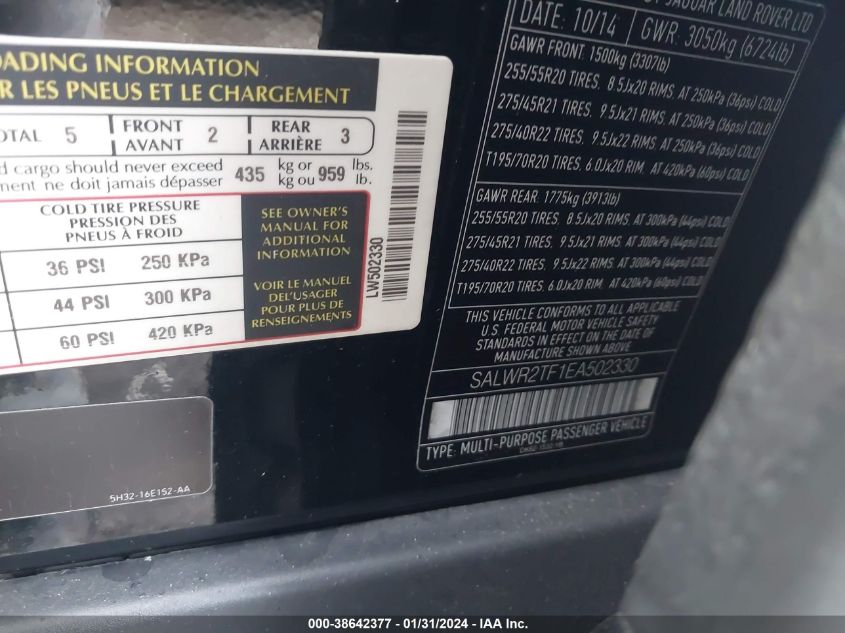 OADING INFORMATION
R LES PNEUS ET LE CHARGEMENT
OTAL 5 FRONT AVANT 2 REAR ARRIÈRE 3
d cargo should never exceed
ment ne doit jamais dépasser
435 kg or kg ou 959 lbs. lb.
COLD TIRE PRESSURE
PRESSION DES
PNEUS À FROID
36 PSI 250 KPa
44 PSI 300 KPa
60 PSI 420 KPa
SEE OWNER'S
MANUAL FOR
ADDITIONAL
INFORMATION
VOIR LE MANUEL
DEL'USAGER
POUR PLUS DE
RENSEIGNEMENTS
LW502330
5H32-16E152-AA
JAGUAR LAND ROVER LTD
DATE: 10/14 GWR: 3050kg (6724lb)
GAWR FRONT: 1500kg (3307lb)
255/55R20 TIRES, 8.5Jx20 RIMS, AT 250kPa (36psi) COLD
275/45R21 TIRES, 9.5Jx21 RIMS, AT 250kPa (36psi) COLD
275/40R22 TIRES, 9.5Jx22 RIMS, AT 250kPa (36psi) COLD
T195/70R20 TIRES, 6.0Jx20 RIM, AT 420kPa (60psi) COLD
GAWR REAR: 1775kg (3913lb)
255/55R20 TIRES, 8.5Jx20 RIMS, AT 300kPa (44psi) COLD
275/45R21 TIRES, 9.5Jx21 RIMS, AT 300kPa (44psi) COLD
275/40R22 TIRES, 9.5Jx22 RIMS, AT 300kPa (44psi) COLD
T195/70R20 TIRES, 6.0Jx20 RIM, AT 420kPa (60psi) COLD
THIS VEHICLE CONFORMS TO ALL APPLICABLE
U.S. FEDERAL MOTOR VEHICLE SAFETY
STANDARDS IN EFFECT ON THE DATE OF
MANUFACTURE SHOWN ABOVE.
SALWR2TF1EA502330
TYPE: MULTI-PURPOSE PASSENGER VEHICLE
000-38642377 - 01/31/2024 - IAA Inc.